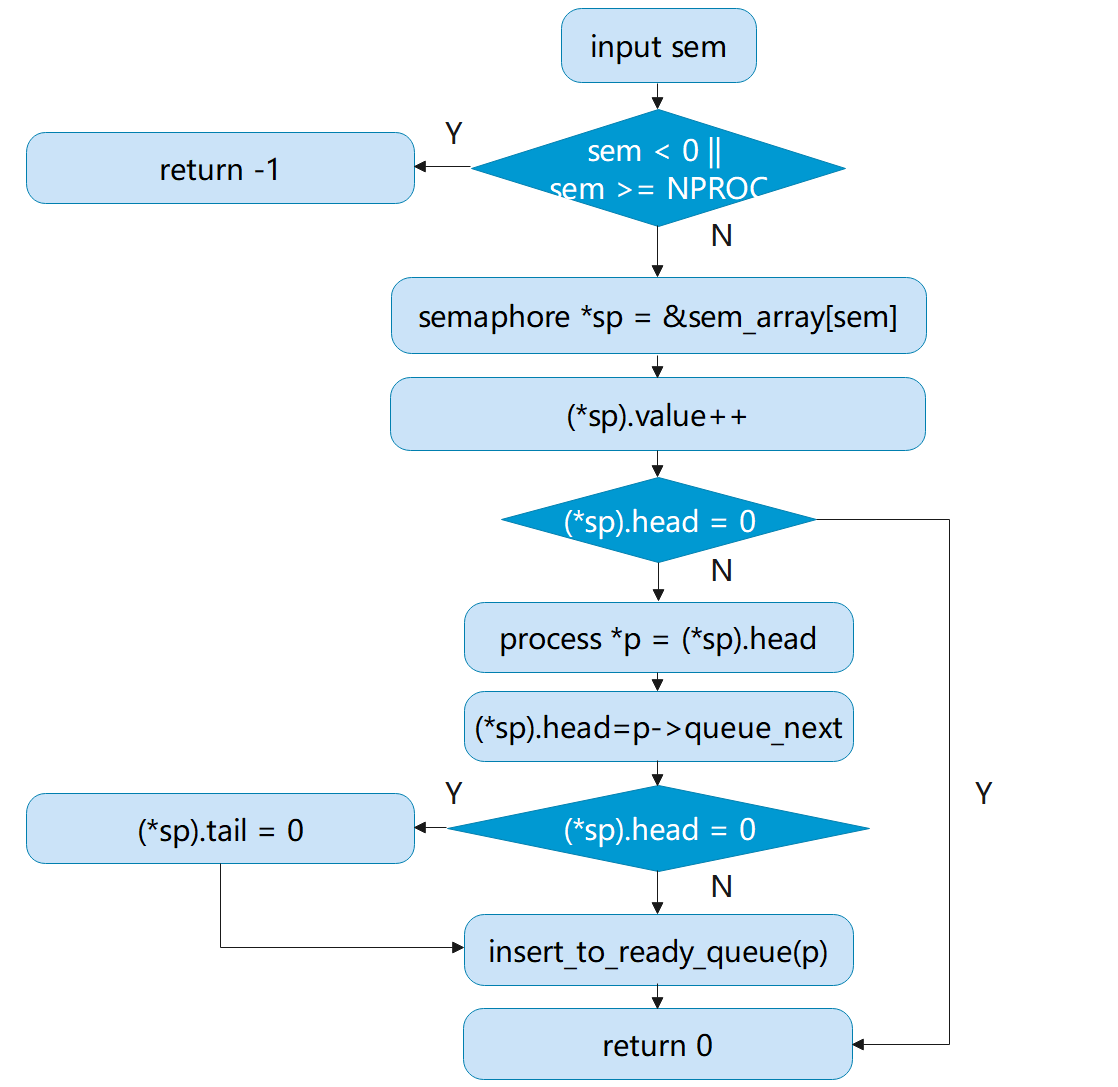 input sem
Y
sem < 0 ||
sem >= NPROC
return -1
N
semaphore *sp = &sem_array[sem]
(*sp).value++
(*sp).head = 0
N
process *p = (*sp).head
(*sp).head=p->queue_next
Y
Y
(*sp).tail = 0
(*sp).head = 0
N
insert_to_ready_queue(p)
return 0